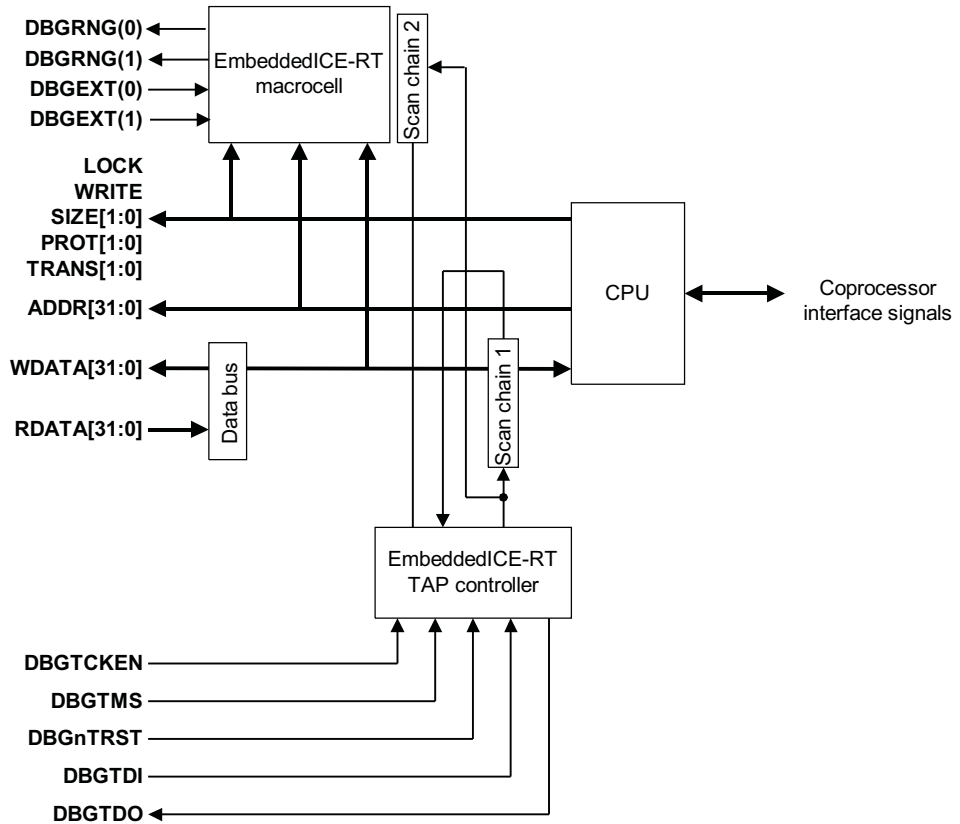 DBGRNG(0)
DBGRNG(1)
DBGEXT(0)
DBGEXT(1)
EmbeddedICE-RT
macrocell
Scan chain 2
LOCK
WRITE
SIZE[1:0]
PROT[1:0]
TRANS[1:0]
ADDR[31:0]
WDATA[31:0]
RDATA[31:0]
Data bus
Scan chain 1
CPU
Coprocessor
interface signals
EmbeddedICE-RT
TAP controller
DBGTCKEN
DBGTMS
DBGnTRST
DBGTDI
DBGTDO